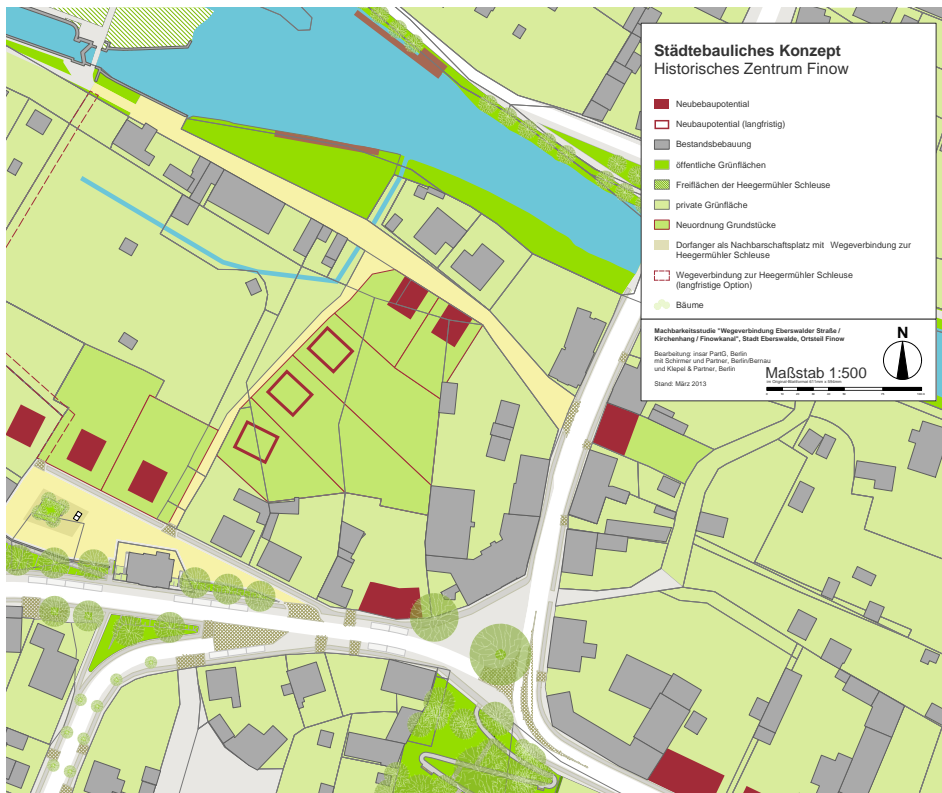 Städtebauliches Konzept
Historisches Zentrum Finow
Neubebaupotential
Neubaupotential (langfristig)
Bestandsbebauung
öffentliche Grünflächen
Freiflächen der Heegermühler Schleuse
private Grünfläche
Neuordnung Grundstücke
Dorfanger als Nachbarschaftsplatz mit Wegeverbindung zur
Heegermühler Schleuse
Wegeverbindung zur Heegermühler Schleuse
(langfristige Option)
Bäume
Machbarkeitsstudie "Wegeverbindung Eberswalder Straße /
Kirchenhang / Finowkanal", Stadt Eberswalde, Ortsteil Finow
Bearbeitung: insar PartG, Berlin
mit Schirmer und Partner, Berlin/Bernau
und Klepel & Partner, Berlin
Stand: März 2013
N
Maßstab 1:500